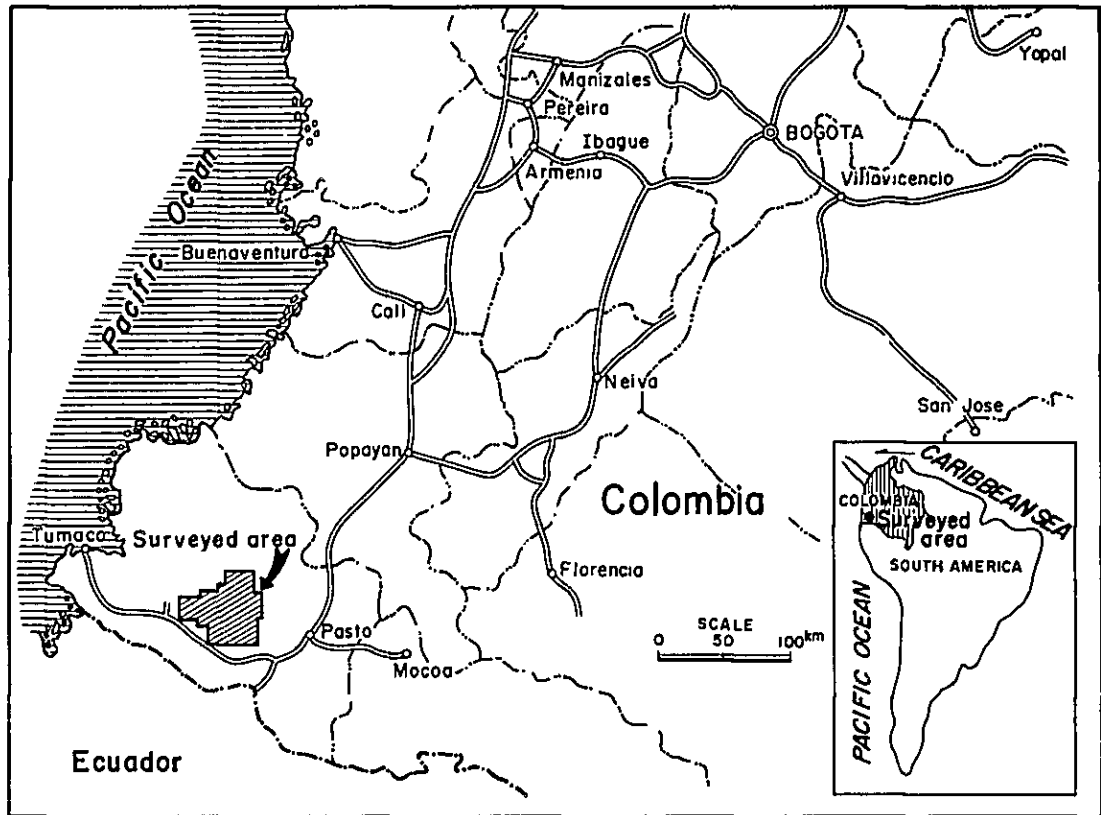 Yopal
Manizales
Pereira
BOGOTA
Ibague
Armenia
Villavicencio
Pacific Ocean
Buenaventura
Cali
Neiva
San Jose
Popayan
Colombia
Tumaco
Surveyed area
Florencia
Pasto
Mocoa
SCALE
0 50 100km
Ecuador
CARIBBEAN SEA
COLOMBIA
Surveyed
area
SOUTH AMERICA
PACIFIC OCEAN